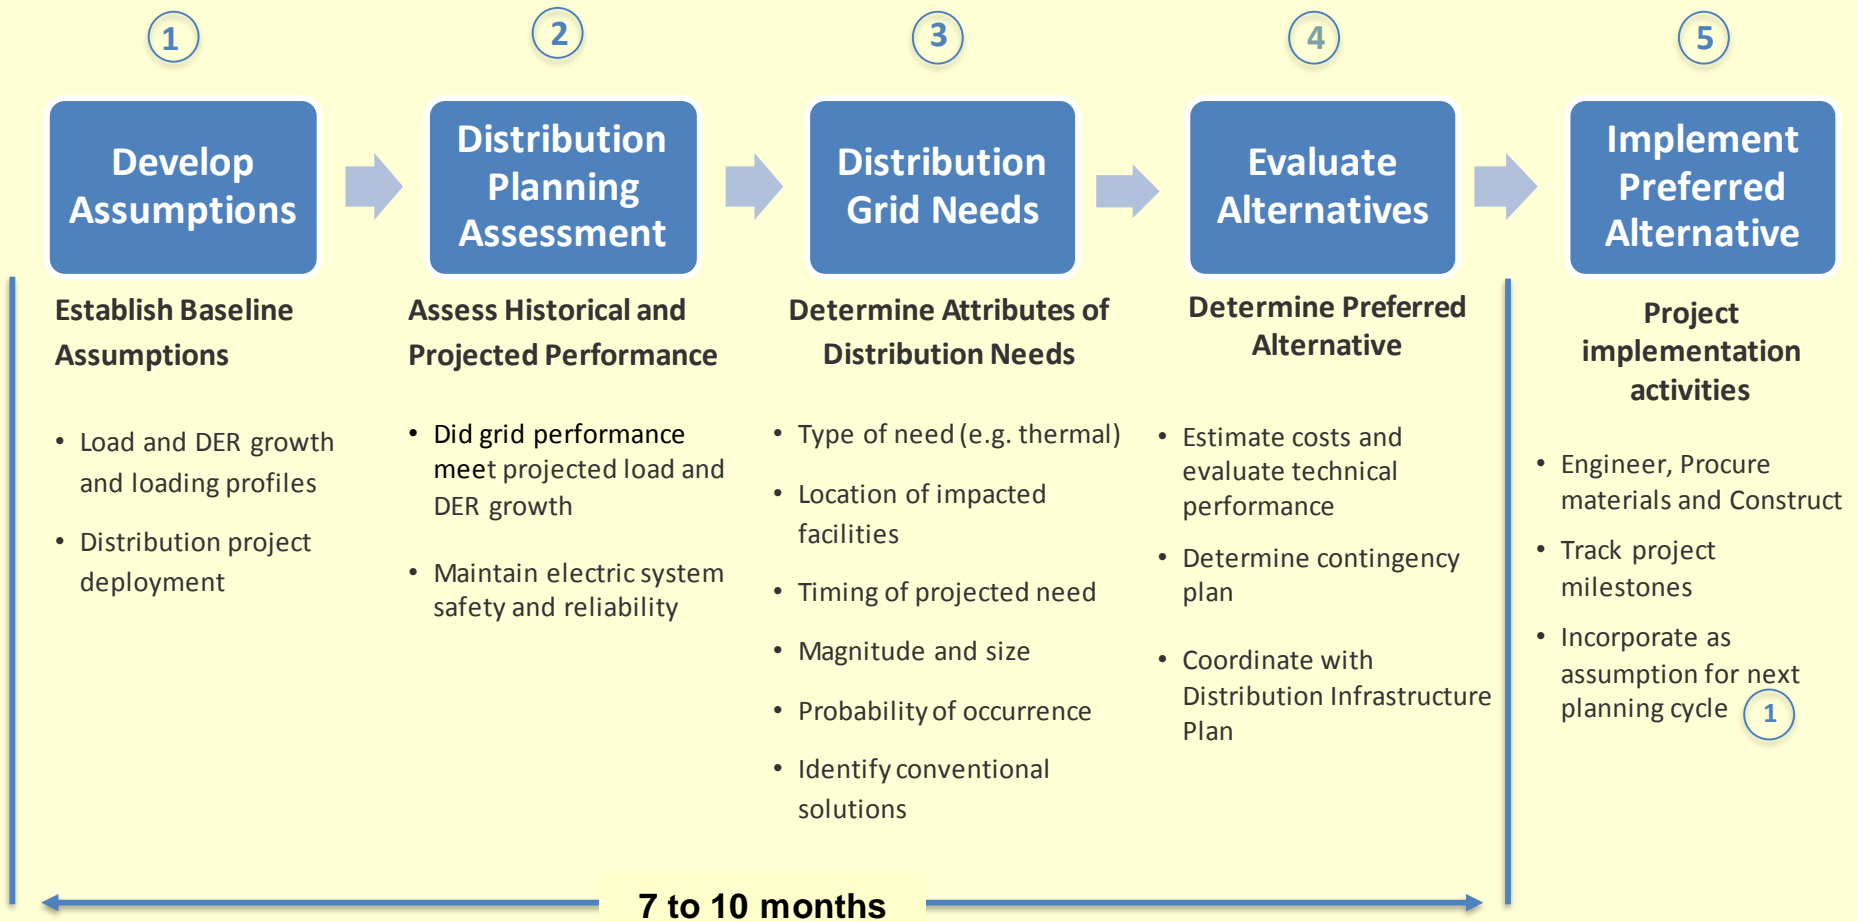 1
Develop
Assumptions
Establish Baseline
Assumptions
• Load and DER growth
and loading profiles
• Distribution project
deployment
2
Distribution
Planning
Assessment
Assess Historical and
Projected Performance
• Did grid performance
meet projected load and
DER growth
• Maintain electric system
safety and reliability
3
Distribution
Grid Needs
Determine Attributes of
Distribution Needs
• Type of need (e.g. thermal)
• Location of impacted
facilities
• Timing of projected need
• Magnitude and size
• Probability of occurrence
• Identify conventional
solutions
4
Evaluate
Alternatives
Determine Preferred
Alternative
• Estimate costs and
evaluate technical
performance
• Determine contingency
plan
• Coordinate with
Distribution Infrastructure
Plan
5
Implement
Preferred
Alternative
Project
implementation
activities
• Engineer, Procure
materials and Construct
• Track project
milestones
• Incorporate as
assumption for next
planning cycle 1
7 to 10 months